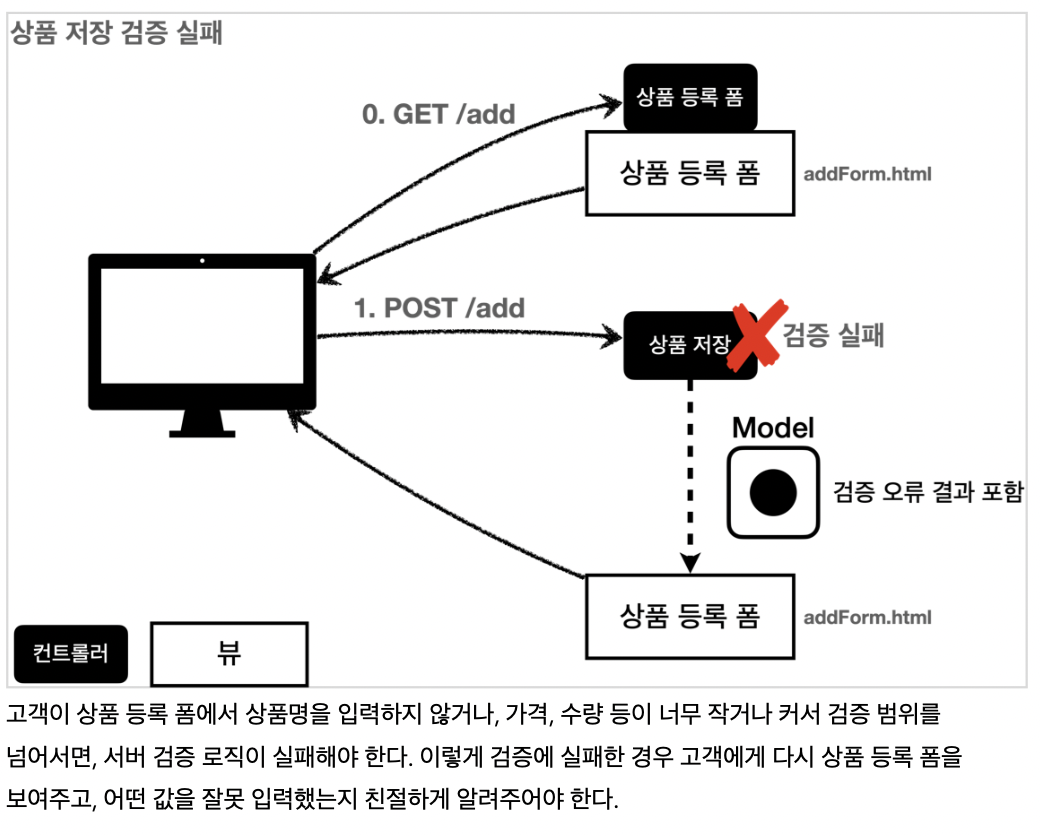 상품 저장 검증 실패
0. GET /add
상품 등록 폼
상품 등록 폼
addForm.html
1. POST /add
상품 저장
검증 실패
Model
검증 오류 결과 포함
상품 등록 폼
addForm.html
컨트롤러
뷰
고객이 상품 등록 폼에서 상품명을 입력하지 않거나, 가격, 수량 등이 너무 작거나 커서 검증 범위를
넘어서면, 서버 검증 로직이 실패해야 한다. 이렇게 검증에 실패한 경우 고객에게 다시 상품 등록 폼을
보여주고, 어떤 값을 잘못 입력했는지 친절하게 알려주어야 한다.